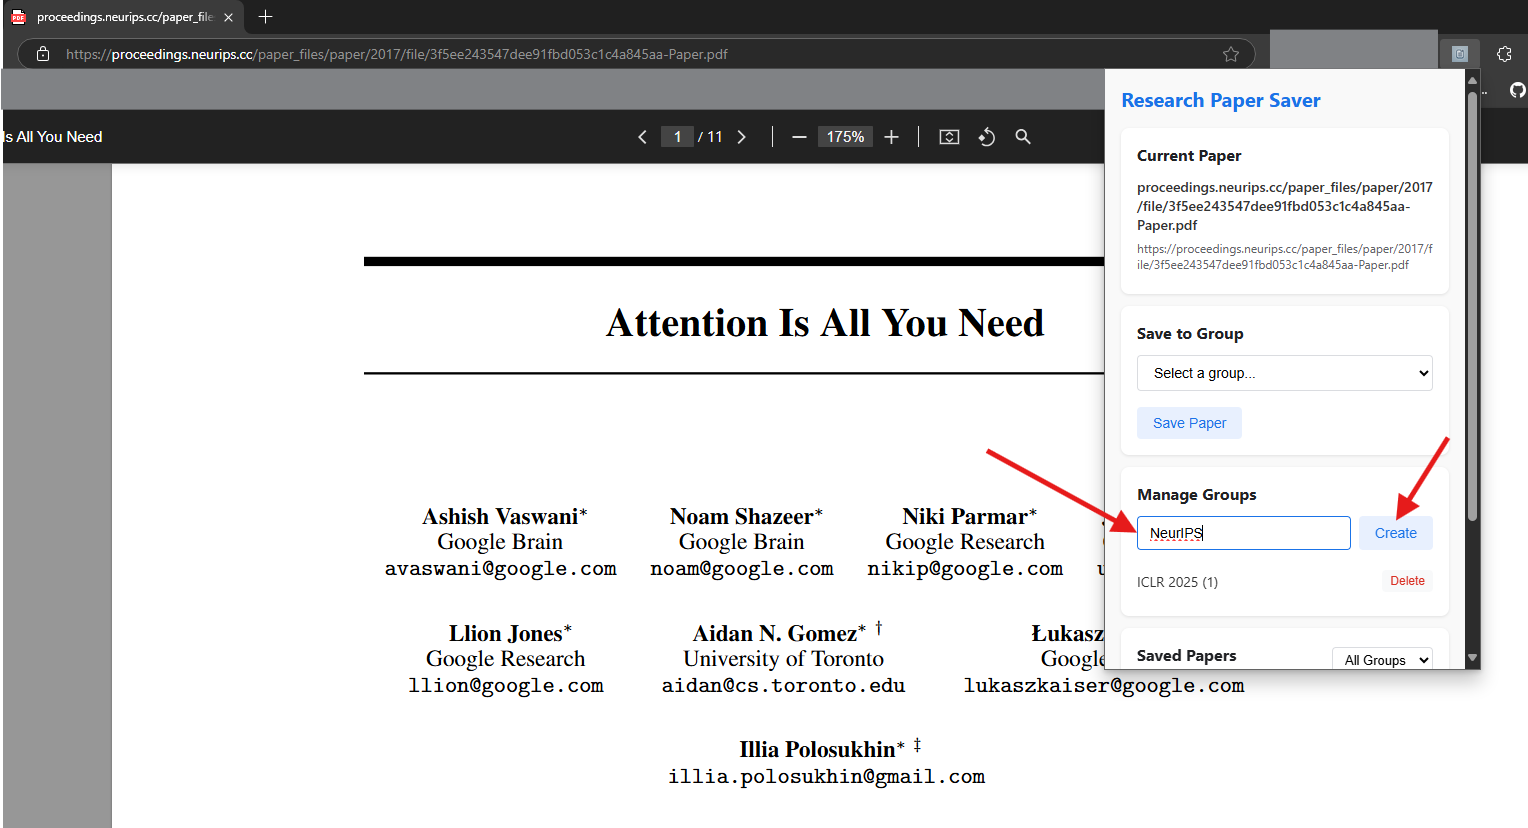 proceedings.neurips.cc/paper_file
https://proceedings.neurips.cc/paper_files/paper/2017/file/3f5ee243547dee91fbd053c1c4a845aa-Paper.pdf
Is All You Need
1 / 11
175%
Attention Is All You Need
Ashish Vaswani*
Google Brain
avaswani@google.com
Noam Shazeer*
Google Brain
noam@google.com
Niki Parmar*
Google Research
nikip@google.com
Llion Jones*
Google Research
llion@google.com
Aidan N. Gomez* †
University of Toronto
aidan@cs.toronto.edu
Łukasz
Google
lukaszkaiser@google.com
Illia Polosukhin* ‡
illia.polosukhin@gmail.com
Research Paper Saver
Current Paper
proceedings.neurips.cc/paper_files/paper/2017
/file/3f5ee243547dee91fbd053c1c4a845aa-
Paper.pdf
https://proceedings.neurips.cc/paper_files/paper/2017/f
ile/3f5ee243547dee91fbd053c1c4a845aa-Paper.pdf
Save to Group
Select a group...
Save Paper
Manage Groups
NeurIPS
Create
ICLR 2025 (1)
Delete
Saved Papers
All Groups